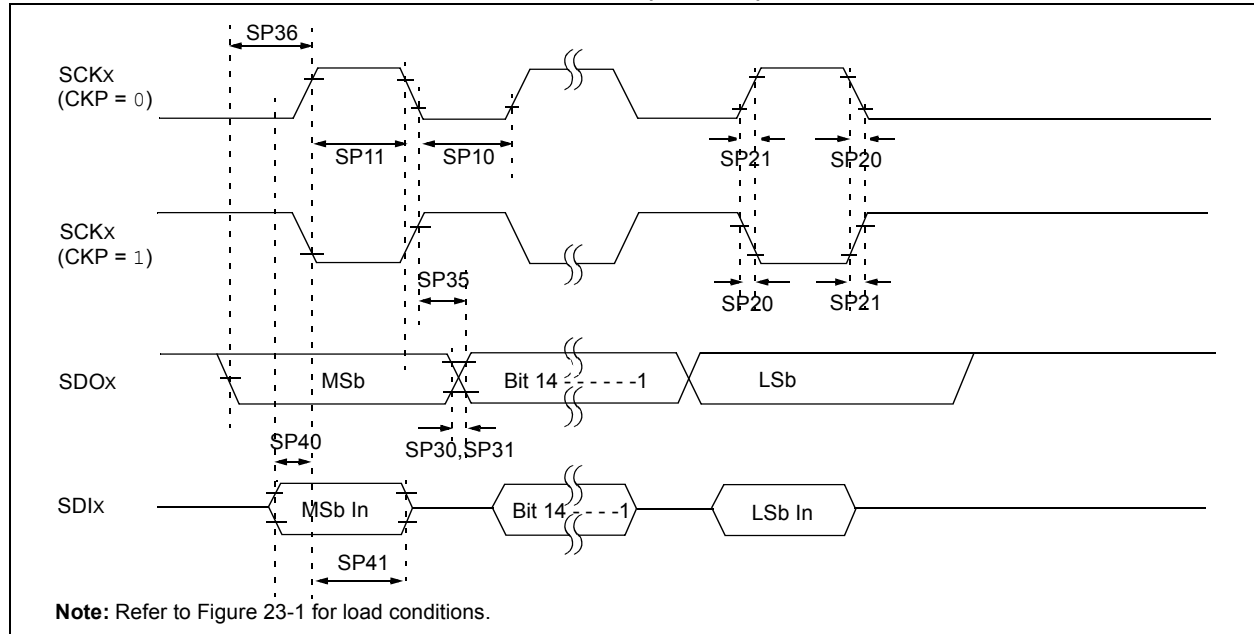 SP36
SCKx
(CKP = 0)
SP11
SP10
SP21
SP20
SCKx
(CKP = 1)
SP35
SP20
SP21
SDOx
MSb
Bit 14 - - - - - -1
LSb
SP40
SP30,SP31
SDIx
MSb In
Bit 14 - - - -1
LSb In
SP41
Note: Refer to Figure 23-1 for load conditions.